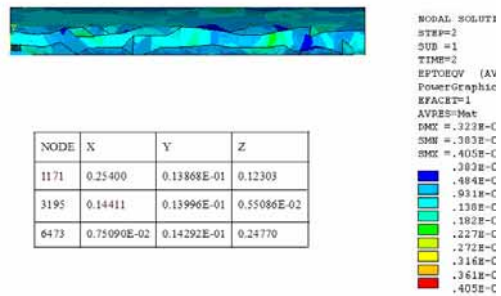 NODE X Y Z
1171 0.25400 0.13868E-01 0.12303
3195 0.14411 0.13996E-01 0.55086E-02
6473 0.75090E-02 0.14292E-01 0.24770
NODAL SOLUTI
STEP=2
SUB =1
TIME=2
EPTOEQV (AV
PowerGraphic
EFACET=1
AVRES=Mat
DMX =.323E-0
SMN =.383E-0
SMX =.405E-0
.383E-0
.484E-0
.931E-0
.138E-0
.182E-0
.227E-0
.272E-0
.316E-0
.361E-0
.405E-0